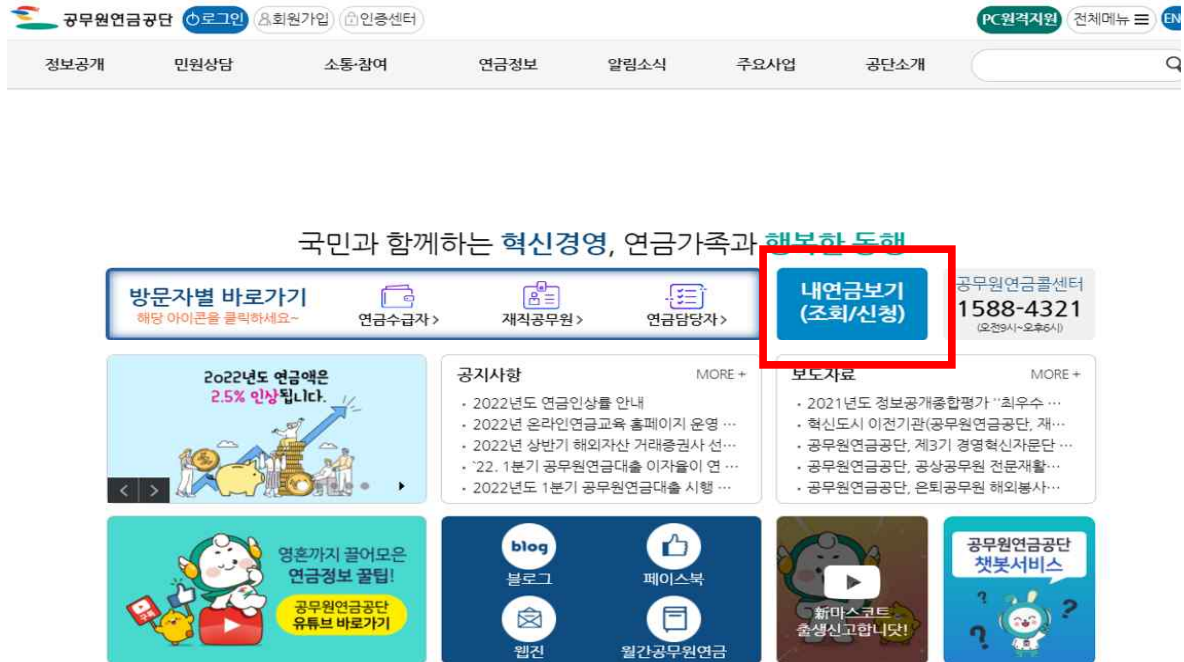 공무원연금공단 로그인 회원가입 인증센터 PC원격지원 전체메뉴 EN
정보공개 민원상담 소통·참여 연금정보 알림소식 주요사업 공단소개
국민과 함께하는 혁신경영, 연금가족과 행복한 동행
방문자별 바로가기
해당 아이콘을 클릭하세요~
연금수급자>
재직공무원>
연금담당자>
내연금보기
(조회/신청)
공무원연금콜센터
1588-4321
(오전9시~오후6시)
2022년도 연금액은
2.5% 인상됩니다.
공지사항 MORE +
· 2022년도 연금인상률 안내
· 2022년 온라인연금교육 홈페이지 운영 …
· 2022년 상반기 해외자산 거래증권사 선…
· `22. 1분기 공무원연금대출 이자율이 연 …
· 2022년도 1분기 공무원연금대출 시행 …
보도자료 MORE +
· 2021년도 정보공개종합평가 ''최우수 …
· 혁신도시 이전기관(공무원연금공단, 재…
· 공무원연금공단, 제3기 경영혁신자문단 …
· 공무원연금공단, 공상공무원 전문재활…
· 공무원연금공단, 은퇴공무원 해외봉사…
영혼까지 끌어모은
연금정보 꿀팁!
공무원연금공단
유튜브 바로가기
구독
blog
블로그
페이스북
웹진
월간공무원연금
新마스코트
출생신고합니닷!
공무원연금공단
챗봇서비스